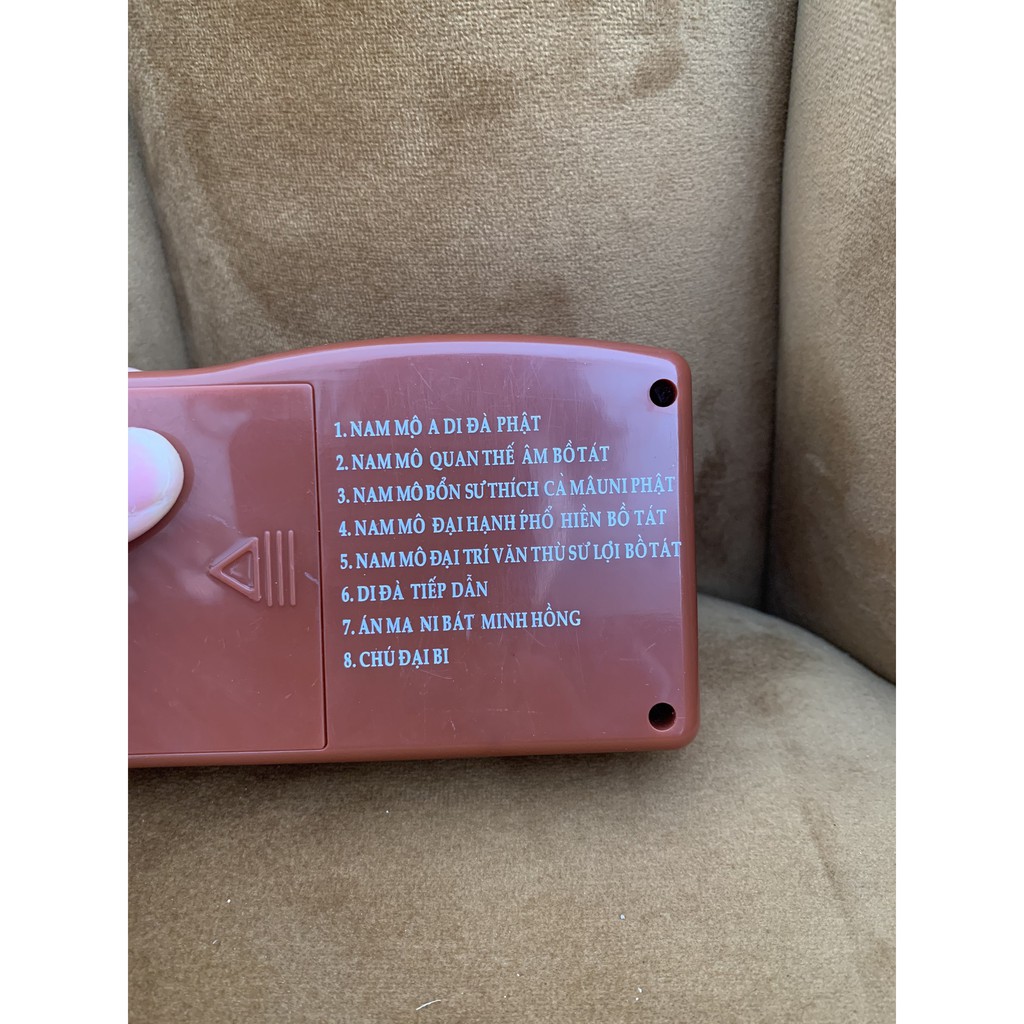 1. NAM MỘ A DI ĐÀ PHẬT
2. NAM MÔ QUAN THẾ ÂM BỒ TÁT
3. NAM MÔ BỔN SƯ THÍCH CÀ MÂUNI PHẬT
4. NAM MÔ ĐẠI HẠNH PHỔ HIỀN BỒ TÁT
5. NAM MÔ ĐẠI TRÍ VĂN THÙ SƯ LỢI BỒ TÁT
6. DI ĐÀ TIẾP DẪN
7. ÁN MA NI BÁT MINH HỒNG
8. CHÚ ĐẠI BI